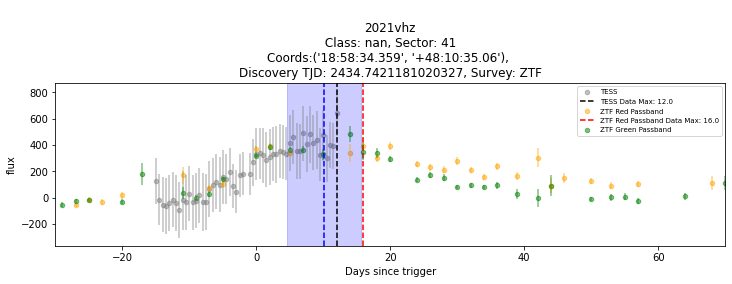 2021vhz
Class: nan, Sector: 41
Coords:('18:58:34.359', '+48:10:35.06'),
Discovery TJD: 2434.7421181020327, Survey: ZTF
800
600
400
200
0
−200
flux
TESS
TESS Data Max: 12.0
ZTF Red Passband
ZTF Red Passband Data Max: 16.0
ZTF Green Passband
−20
0
20
40
60
Days since trigger